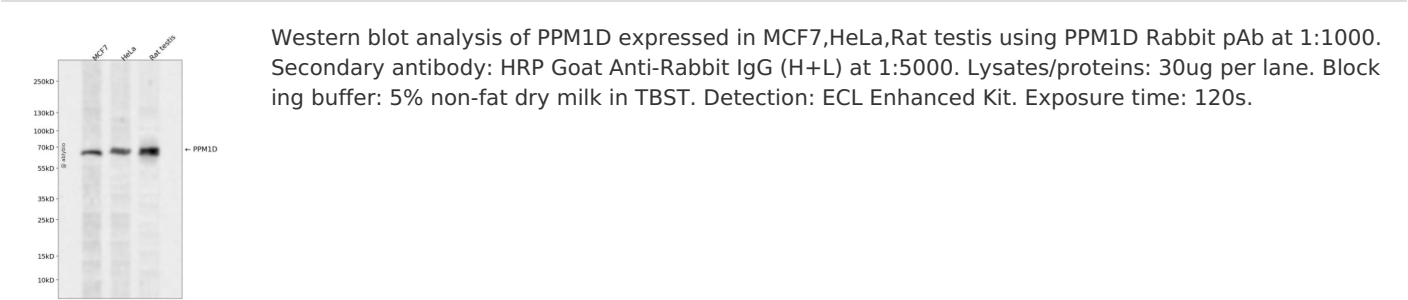 Western blot analysis of PPM1D expressed in MCF7,HeLa,Rat testis using PPM1D Rabbit pAb at 1:1000.
Secondary antibody: HRP Goat Anti-Rabbit IgG (H+L) at 1:5000. Lysates/proteins: 30ug per lane. Block
ing buffer: 5% non-fat dry milk in TBST. Detection: ECL Enhanced Kit. Exposure time: 120s.
MCF7
HeLa
Rat testis
250kD
130kD
100kD
70kD
55kD
35kD
25kD
15kD
10kD
← PPM1D
@ abtybio